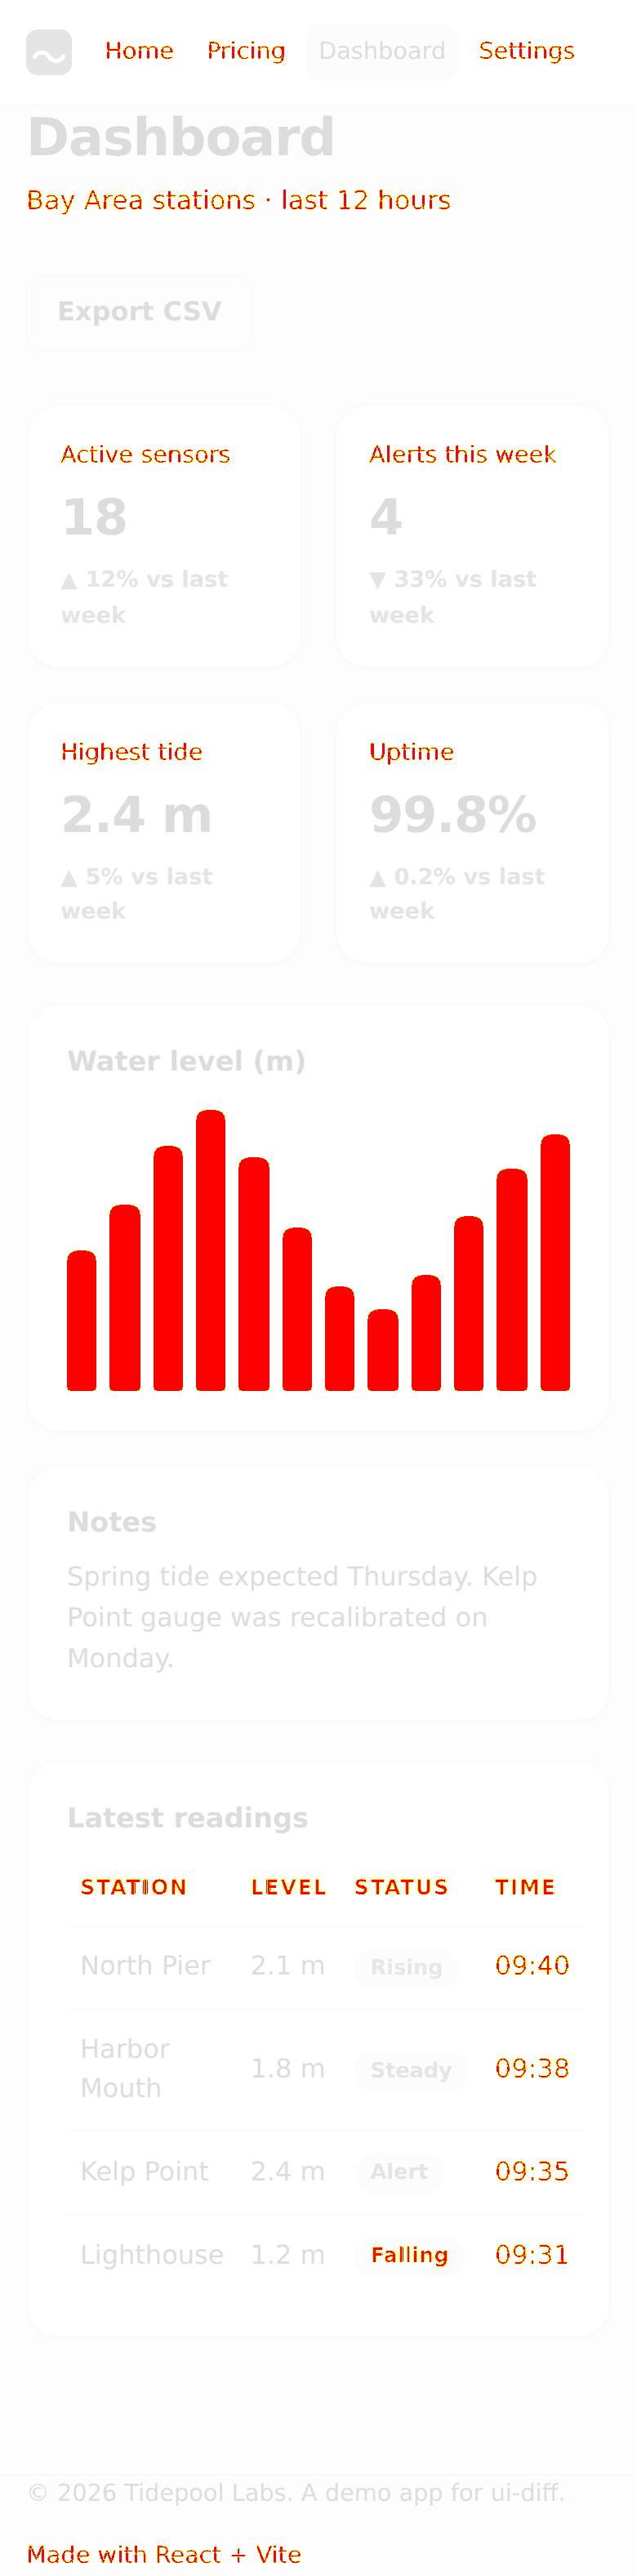 Home Pricing Dashboard Settings
Dashboard
Bay Area stations · last 12 hours
Export CSV
Active sensors
18
▲ 12% vs last
week
Alerts this week
4
▼ 33% vs last
week
Highest tide
2.4 m
▲ 5% vs last
week
Uptime
99.8%
▲ 0.2% vs last
week
Water level (m)
Notes
Spring tide expected Thursday. Kelp
Point gauge was recalibrated on
Monday.
Latest readings
STATION LEVEL STATUS TIME
North Pier 2.1 m Rising 09:40
Harbor
Mouth 1.8 m Steady 09:38
Kelp Point 2.4 m Alert 09:35
Lighthouse 1.2 m Falling 09:31
© 2026 Tidepool Labs. A demo app for ui-diff.
Made with React + Vite